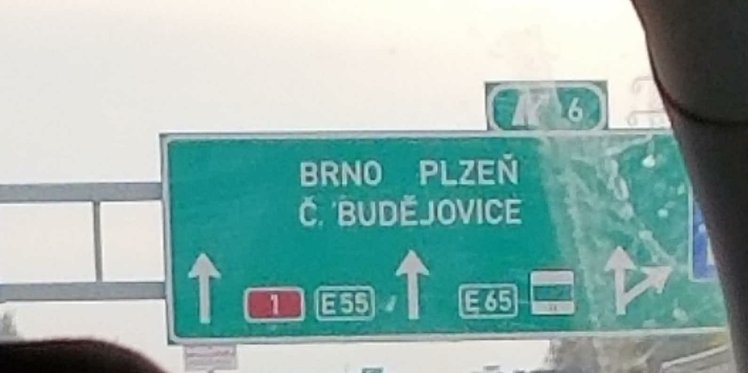 6
BRNO PLZEŇ
Č. BUDĚJOVICE
1 E55 E65